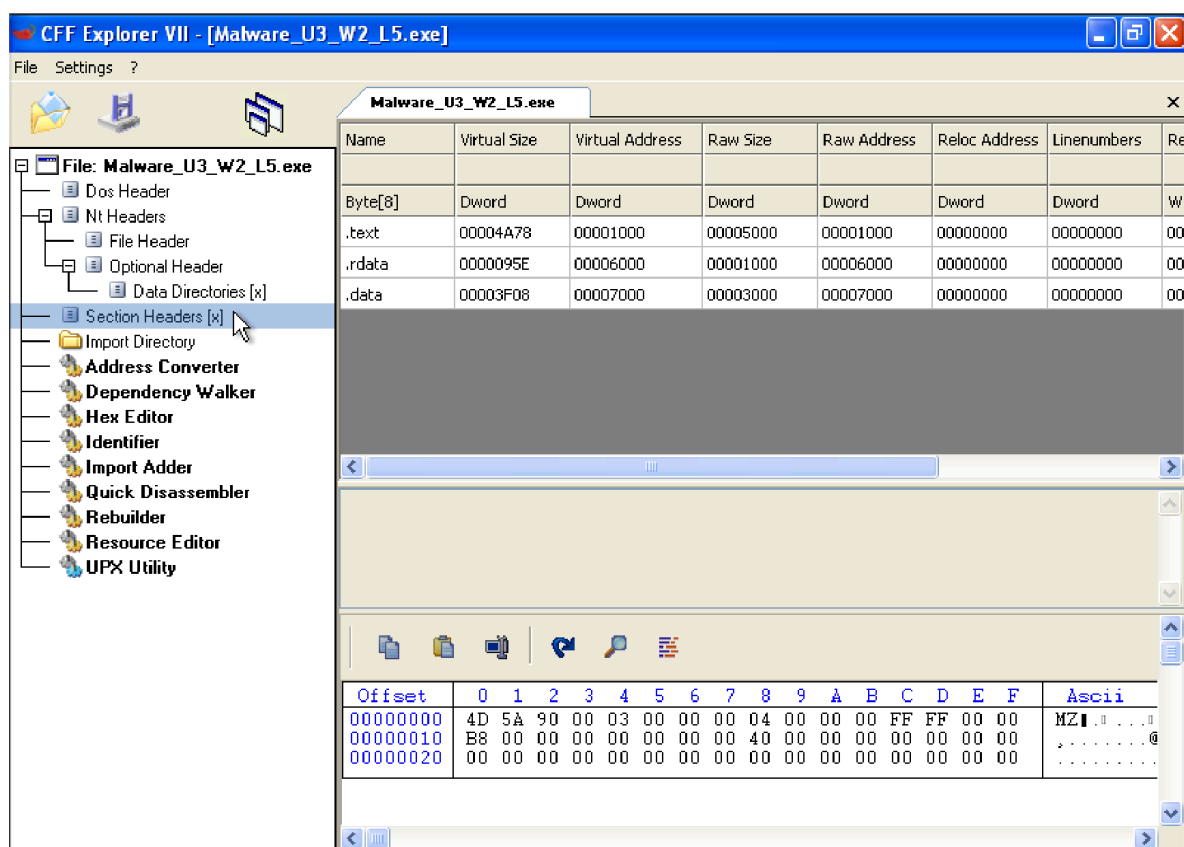 CFF Explorer VII - [Malware_U3_W2_L5.exe]
File Settings ?
Malware_U3_W2_L5.exe
File: Malware_U3_W2_L5.exe
Dos Header
Nt Headers
File Header
Optional Header
Data Directories [x]
Section Headers [x]
Import Directory
Address Converter
Dependency Walker
Hex Editor
Identifier
Import Adder
Quick Disassembler
Rebuilder
Resource Editor
UPX Utility
Name Virtual Size Virtual Address Raw Size Raw Address Reloc Address Linenumbers Re
Byte[8] Dword Dword Dword Dword Dword Dword W
.text 00004A78 00001000 00005000 00001000 00000000 00000000 00
.rdata 0000095E 00006000 00001000 00006000 00000000 00000000 00
.data 00003F08 00007000 00003000 00007000 00000000 00000000 00
Offset 0 1 2 3 4 5 6 7 8 9 A B C D E F Ascii
00000000 4D 5A 90 00 03 00 00 00 04 00 00 00 FF FF 00 00 MZ
00000010 B8 00 00 00 00 00 00 00 40 00 00 00 00 00 00 00 ¸.......@
00000020 00 00 00 00 00 00 00 00 00 00 00 00 00 00 00 00 .........